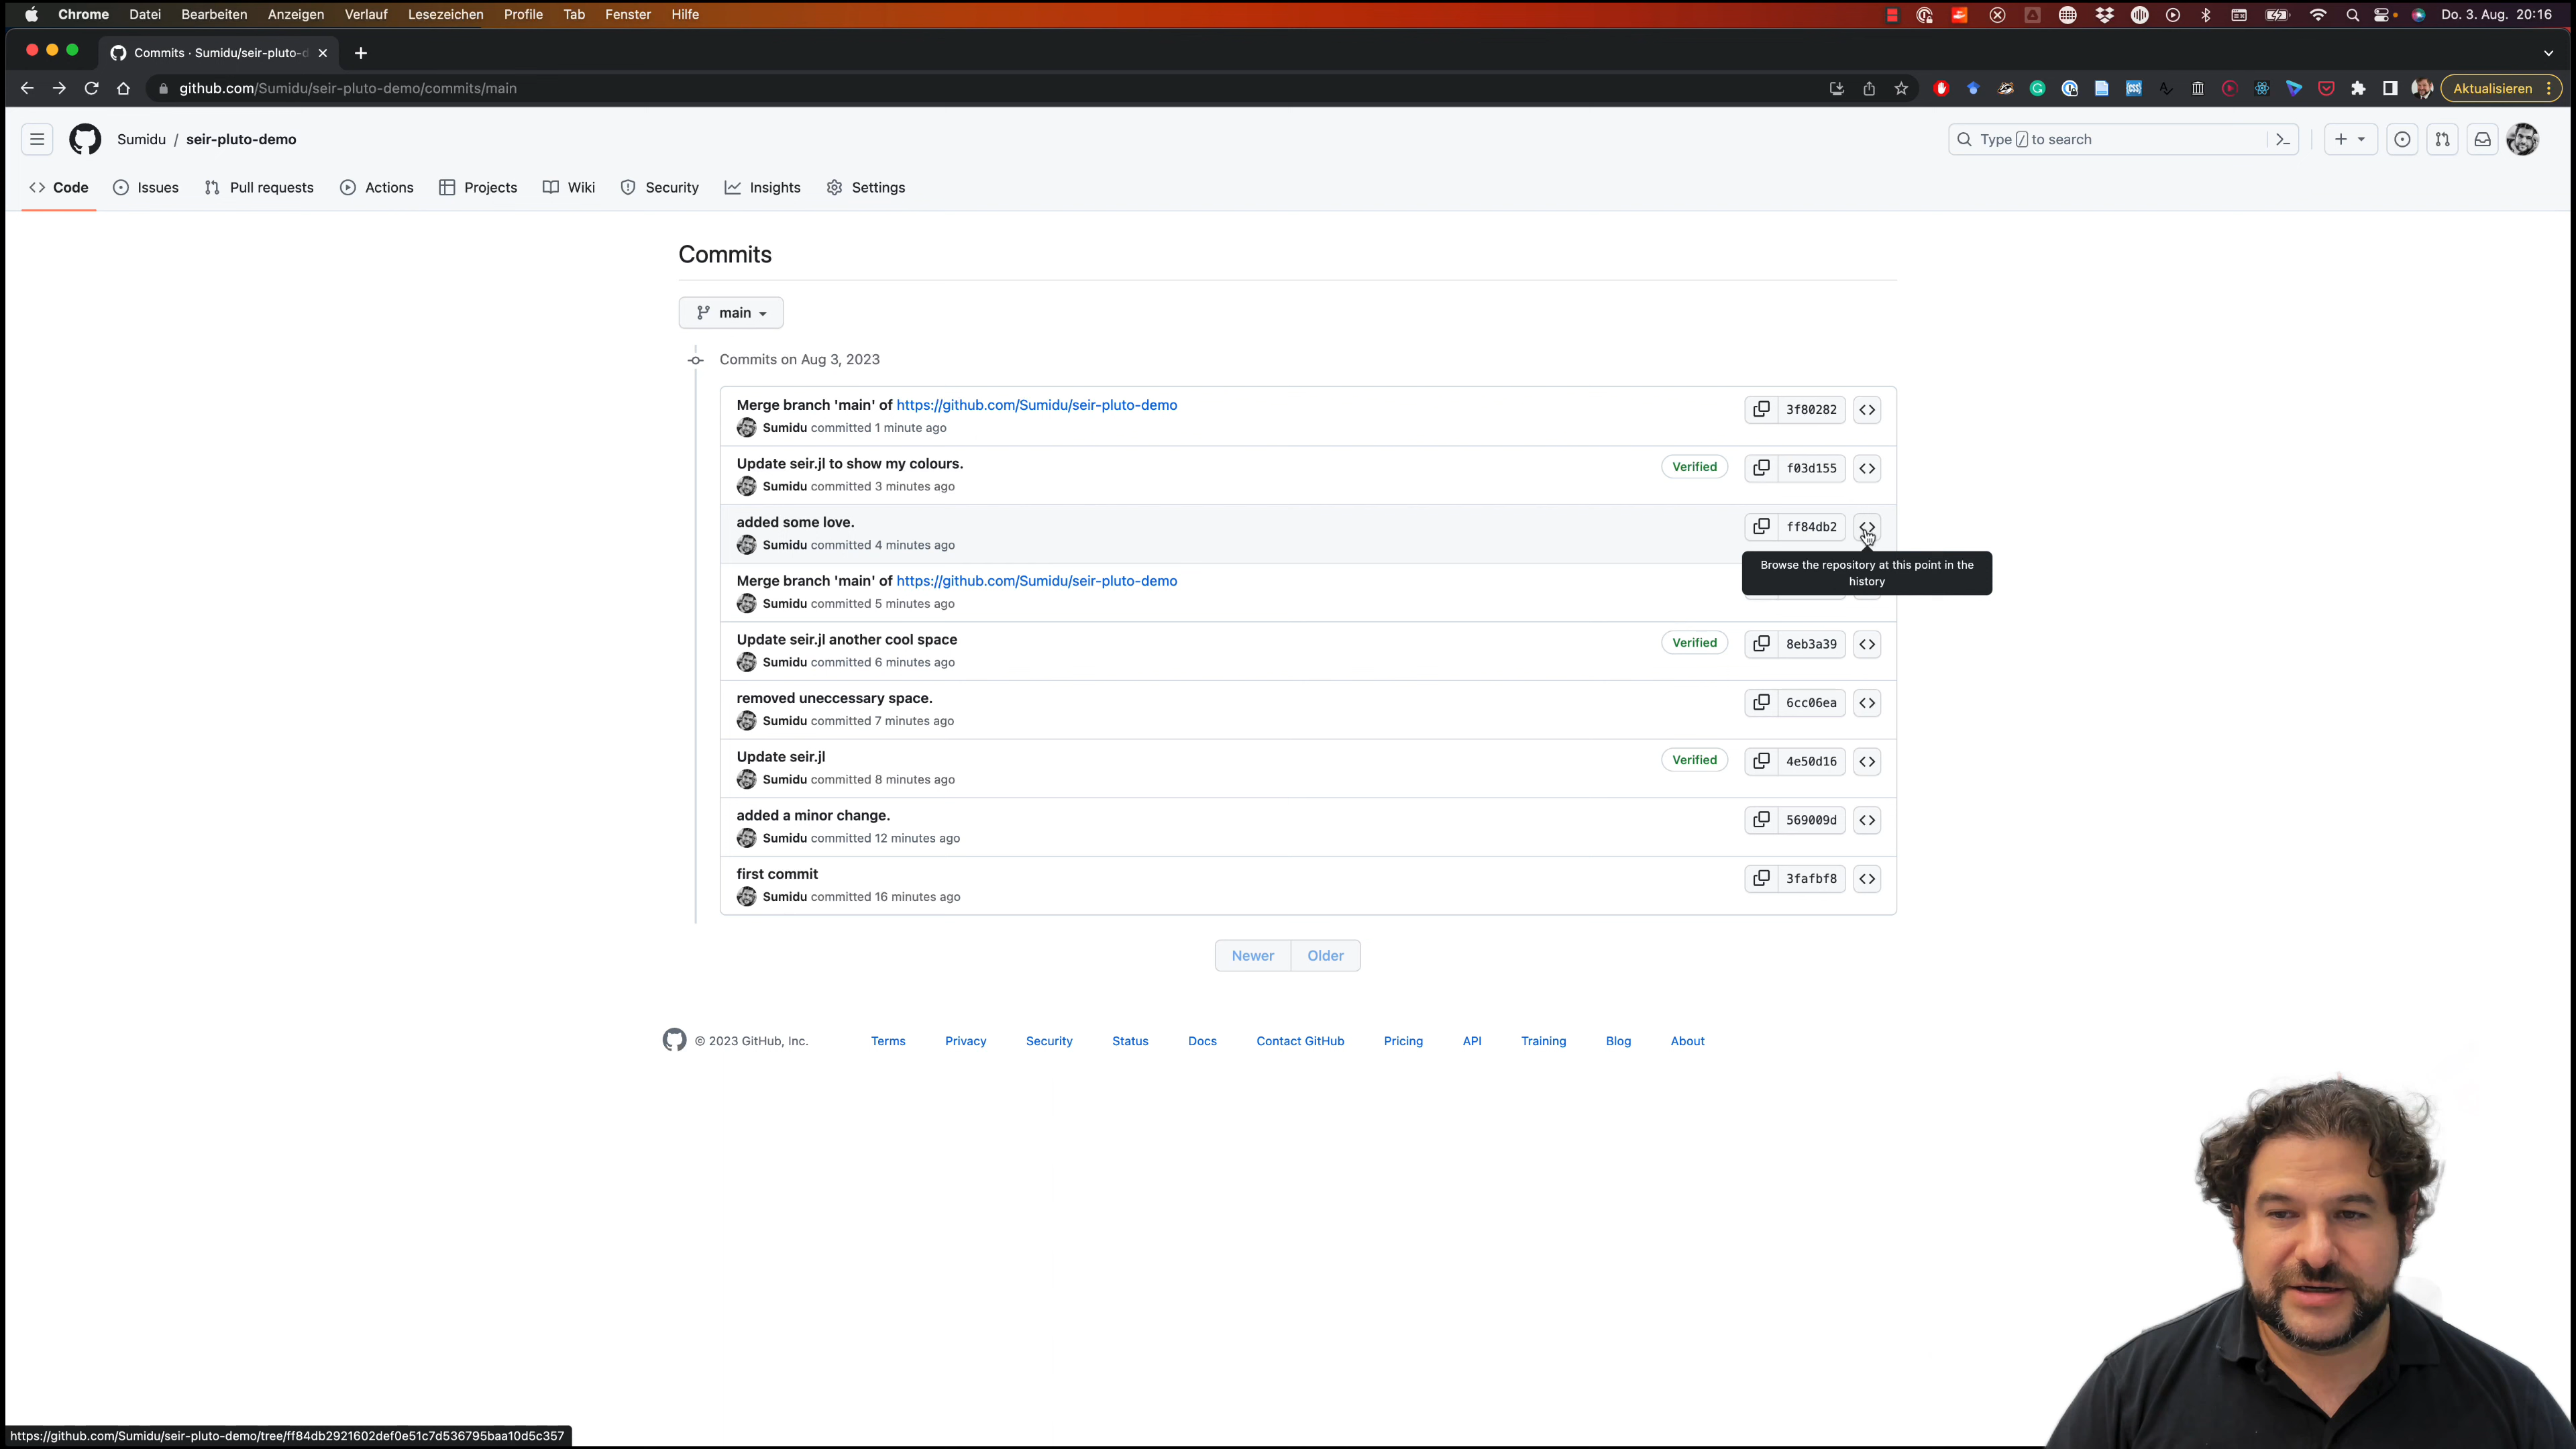 Chrome Datei Bearbeiten Anzeigen Verlauf Lesezeichen Profile Tab Fenster Hilfe Do. 3. Aug. 20:16
Commits · Sumidu/seir-pluto-d
github.com/Sumidu/seir-pluto-demo/commits/main Aktualisieren
Sumidu / seir-pluto-demo Type / to search
Code Issues Pull requests Actions Projects Wiki Security Insights Settings
Commits
main
Commits on Aug 3, 2023
Merge branch 'main' of https://github.com/Sumidu/seir-pluto-demo 3f80282
Sumidu committed 1 minute ago
Update seir.jl to show my colours. Verified f03d155
Sumidu committed 3 minutes ago
added some love. ff84db2
Sumidu committed 4 minutes ago
Browse the repository at this point in the
history
Merge branch 'main' of https://github.com/Sumidu/seir-pluto-demo
Sumidu committed 5 minutes ago
Update seir.jl another cool space Verified 8eb3a39
Sumidu committed 6 minutes ago
removed uneccessary space. 6cc06ea
Sumidu committed 7 minutes ago
Update seir.jl Verified 4e50d16
Sumidu committed 8 minutes ago
added a minor change. 569009d
Sumidu committed 12 minutes ago
first commit 3fafbf8
Sumidu committed 16 minutes ago
Newer Older
© 2023 GitHub, Inc. Terms Privacy Security Status Docs Contact GitHub Pricing API Training Blog About
https://github.com/Sumidu/seir-pluto-demo/tree/ff84db2921602def0e51c7d536795baa10d5c357